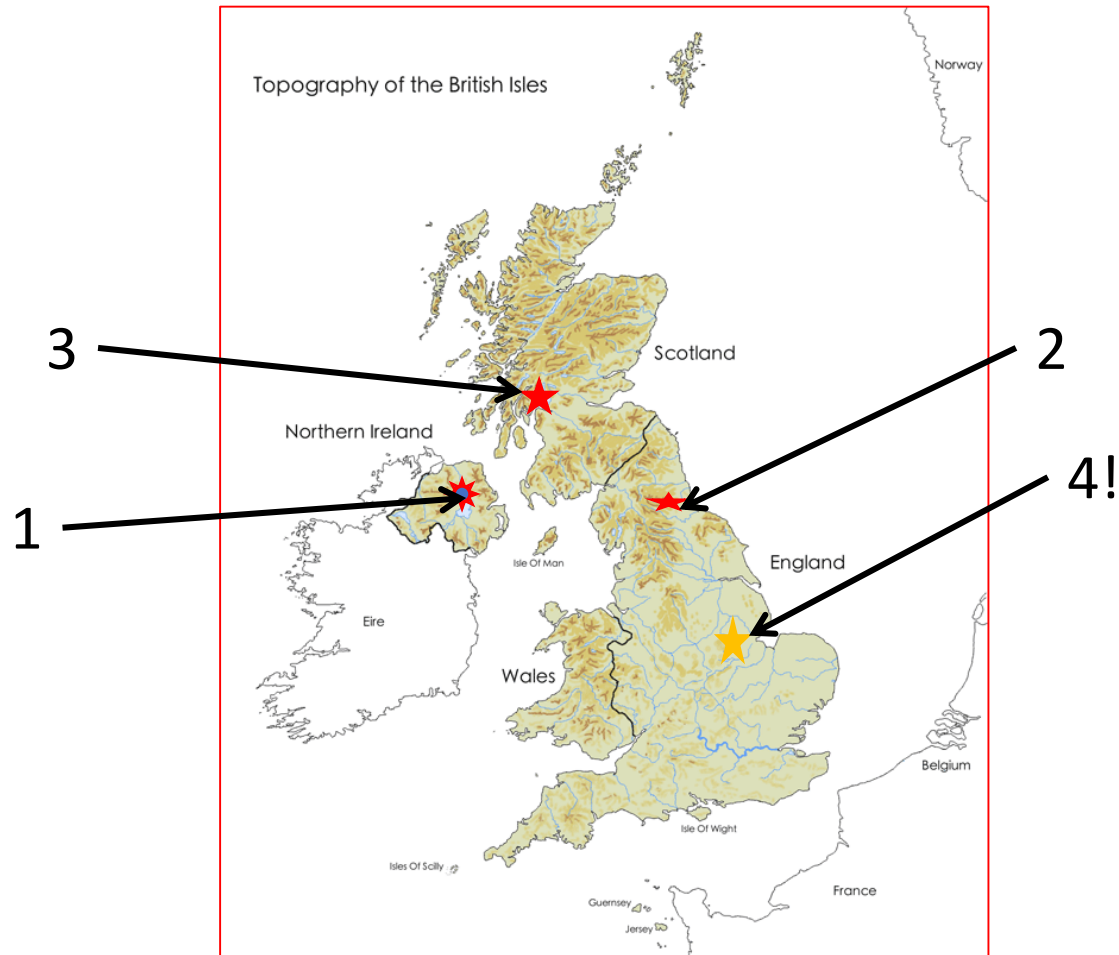 Norway
Topography of the British Isles
3
Scotland
2
Northern Ireland
4!
1
Isle Of Man
England
Eire
Wales
Belgium
Isle Of Wight
Isles Of Scilly
France
Guernsey
Jersey